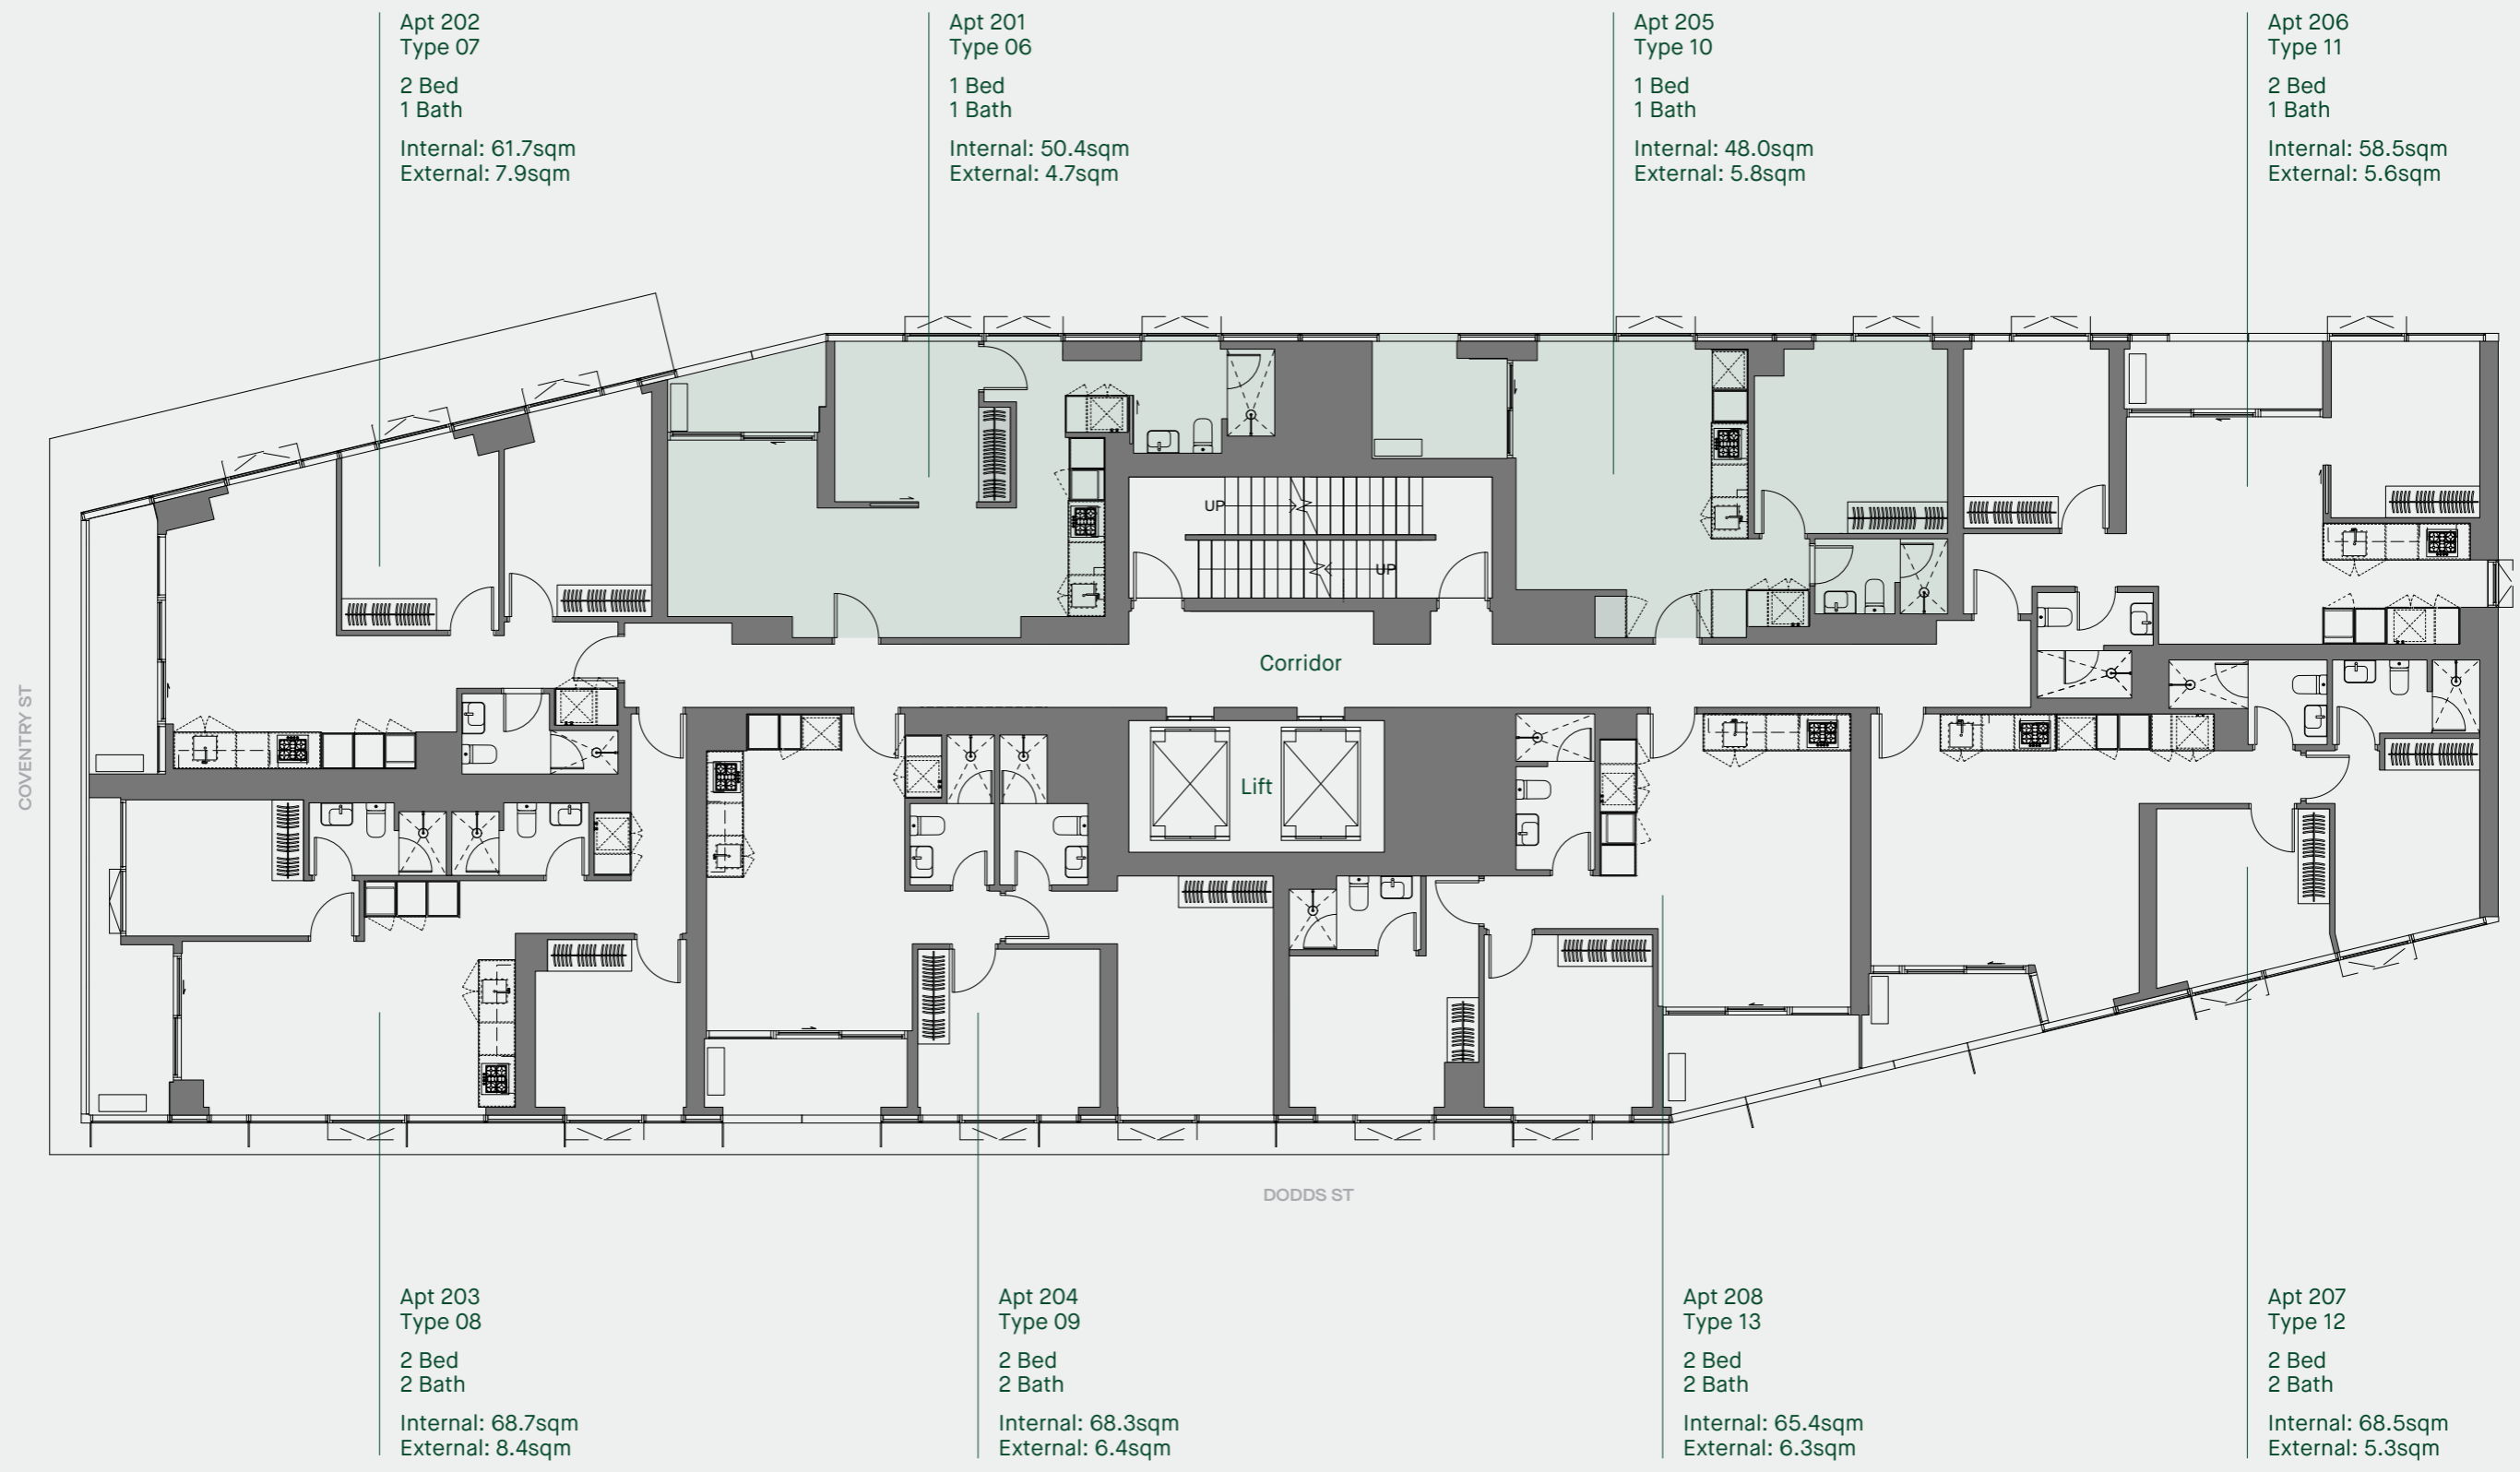 Apt 202
Type 07
2 Bed
1 Bath
Internal: 61.7sqm
External: 7.9sqm
Apt 201
Type 06
1 Bed
1 Bath
Internal: 50.4sqm
External: 4.7sqm
Apt 205
Type 10
1 Bed
1 Bath
Internal: 48.0sqm
External: 5.8sqm
Apt 206
Type 11
2 Bed
1 Bath
Internal: 58.5sqm
External: 5.6sqm
UP
UP
Corridor
Lift
COVENTRY ST
DODDS ST
Apt 203
Type 08
2 Bed
2 Bath
Internal: 68.7sqm
External: 8.4sqm
Apt 204
Type 09
2 Bed
2 Bath
Internal: 68.3sqm
External: 6.4sqm
Apt 208
Type 13
2 Bed
2 Bath
Internal: 65.4sqm
External: 6.3sqm
Apt 207
Type 12
2 Bed
2 Bath
Internal: 68.5sqm
External: 5.3sqm